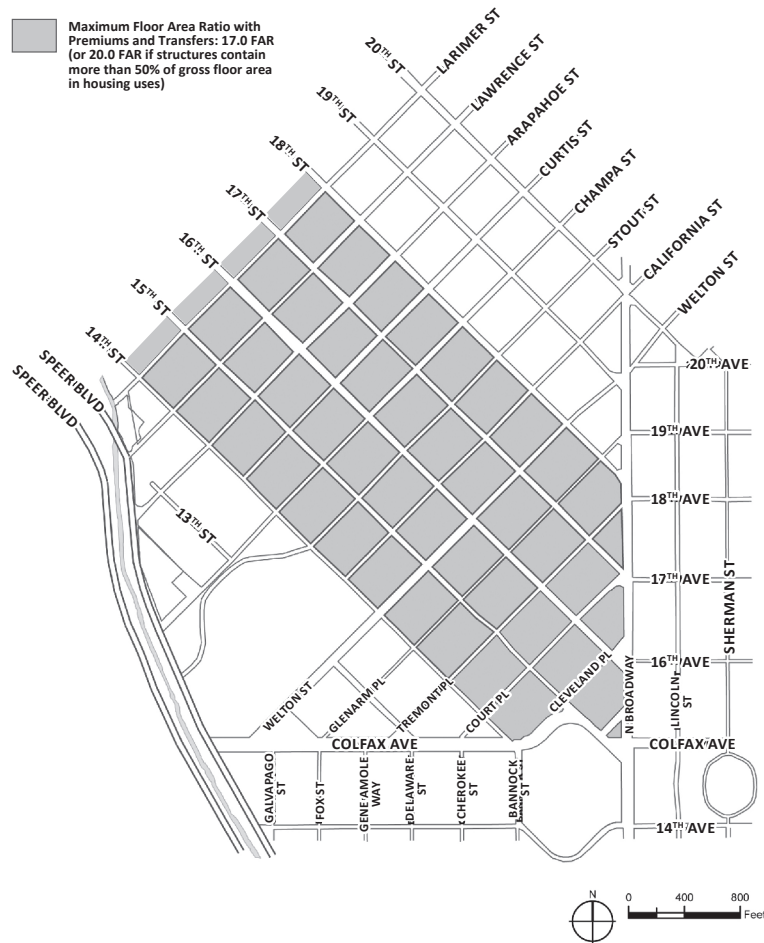 Maximum Floor Area Ratio with
Premiums and Transfers: 17.0 FAR
(or 20.0 FAR if structures contain
more than 50% of gross floor area
in housing uses)
LARIMER ST
20TH ST
LAWRENCE ST
ARAPAHOE ST
19TH ST
CURTIS ST
18TH ST
CHAMPA ST
17TH ST
STOUT ST
16TH ST
CALIFORNIA ST
15TH ST
WELTON ST
14TH ST
20TH AVE
SPEER BLVD
SPEER BLVD
19TH AVE
18TH AVE
13TH ST
17TH AVE
SHERMAN ST
16TH AVE
N BROADWAY
LINCOLN
ST
CLEVELAND PL
COURT PL
TREMONT PL
GLENARM PL
WELTON ST
COLFAX AVE
COLFAX AVE
GALVAPAGO
ST
FOX ST
GENE AMOLE
WAY
DELAWARE
ST
CHEROKEE
ST
BANNOCK
ST
14TH AVE
N
0 400 800
Feet